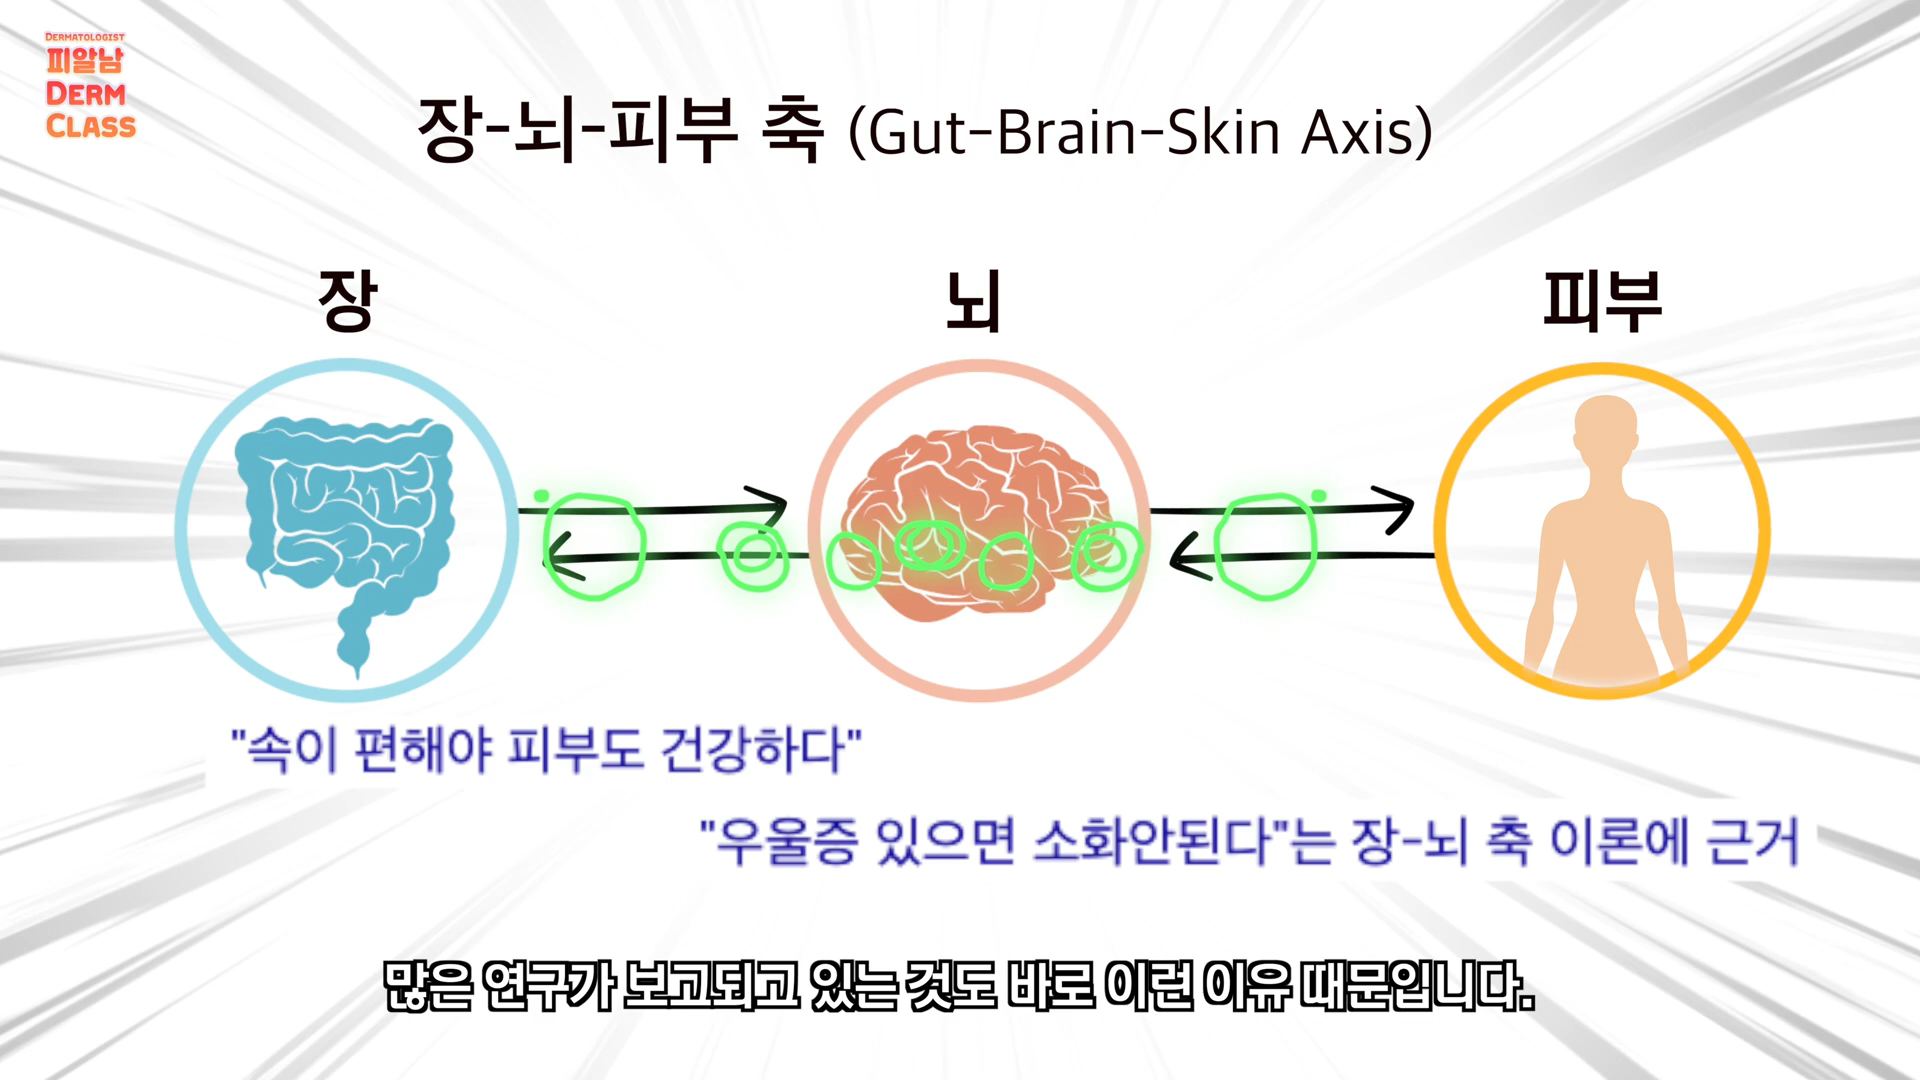 DERMATOLOGIST
피알남
DERM
CLASS
장-뇌-피부 축 (Gut-Brain-Skin Axis)
장
뇌
피부
"속이 편해야 피부도 건강하다"
"우울증 있으면 소화안된다"는 장-뇌 축 이론에 근거
많은 연구가 보고되고 있는 것도 바로 이런 이유 때문입니다.